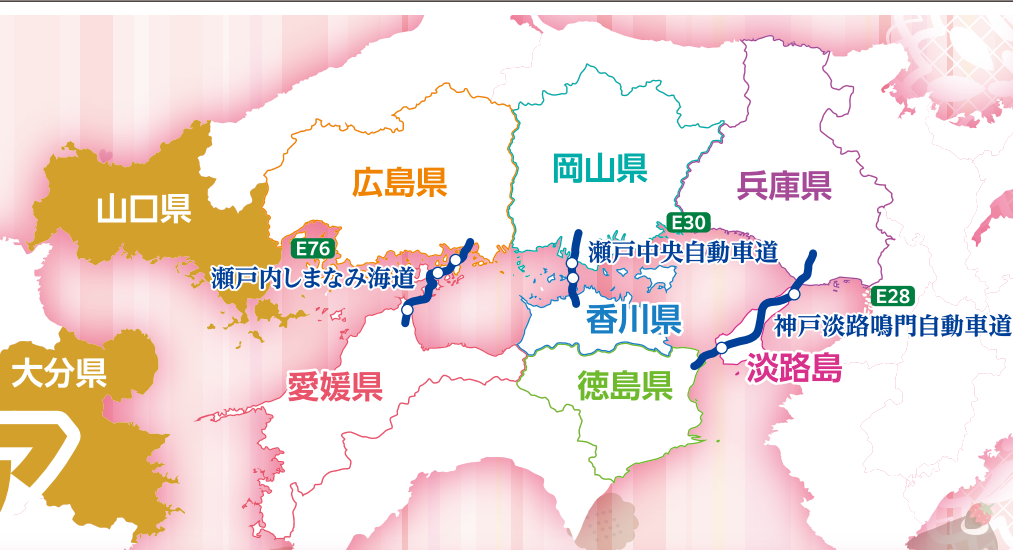 岡山県
広島県
兵庫県
山口県
E30
E76
瀬戸中央自動車道
瀬戸内しまなみ海道
E28
香川県
神戸淡路鳴門自動車道
淡路島
大分県
愛媛県
徳島県
ア